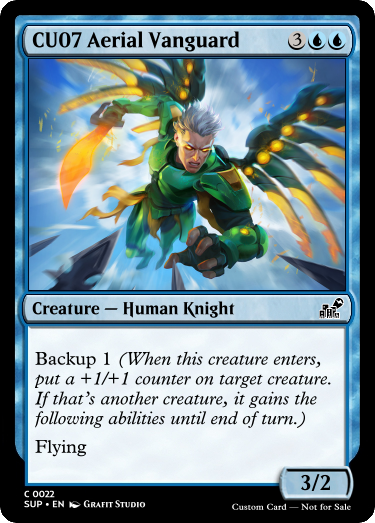 CU07 Aerial Vanguard 3
Creature — Human Knight
Backup 1 (When this creature enters,
put a +1/+1 counter on target creature.
If that's another creature, it gains the
following abilities until end of turn.)
Flying
3/2
C 0022
SUP • EN Grafit Studio
Custom Card — Not for Sale